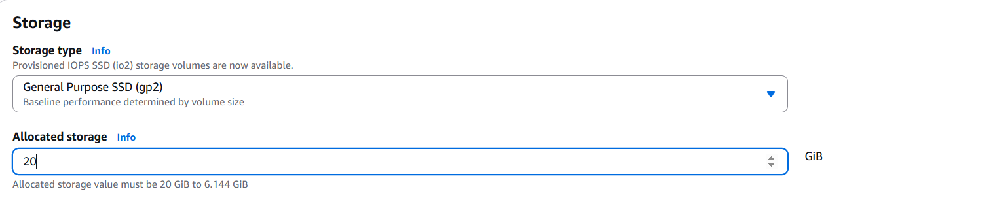 Storage
Storage type Info
Provisioned IOPS SSD (io2) storage volumes are now available.
General Purpose SSD (gp2)
Baseline performance determined by volume size
Allocated storage Info
20
GiB
Allocated storage value must be 20 GiB to 6.144 GiB